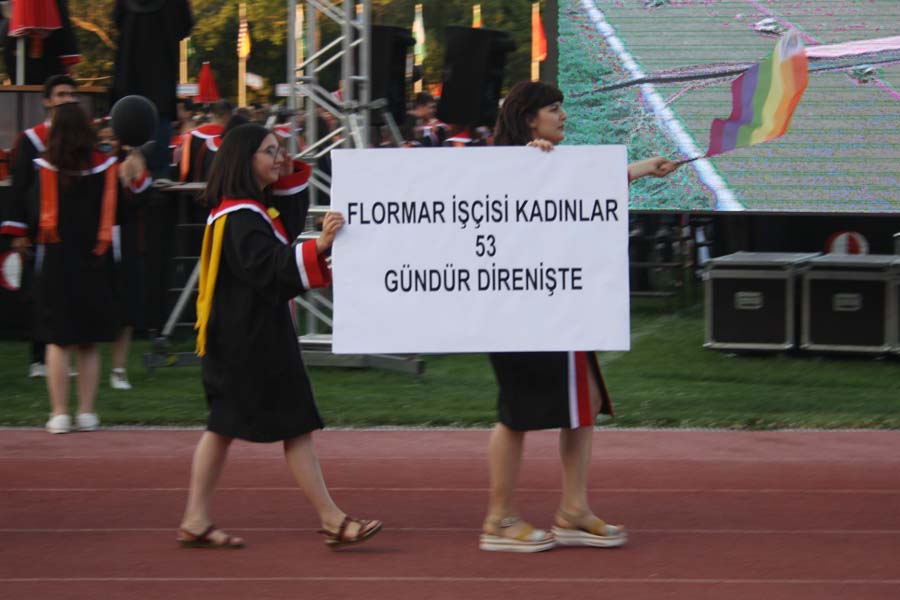 FLORMAR İŞÇİSİ KADINLAR
53
GÜNDÜR DİRENİŞTE